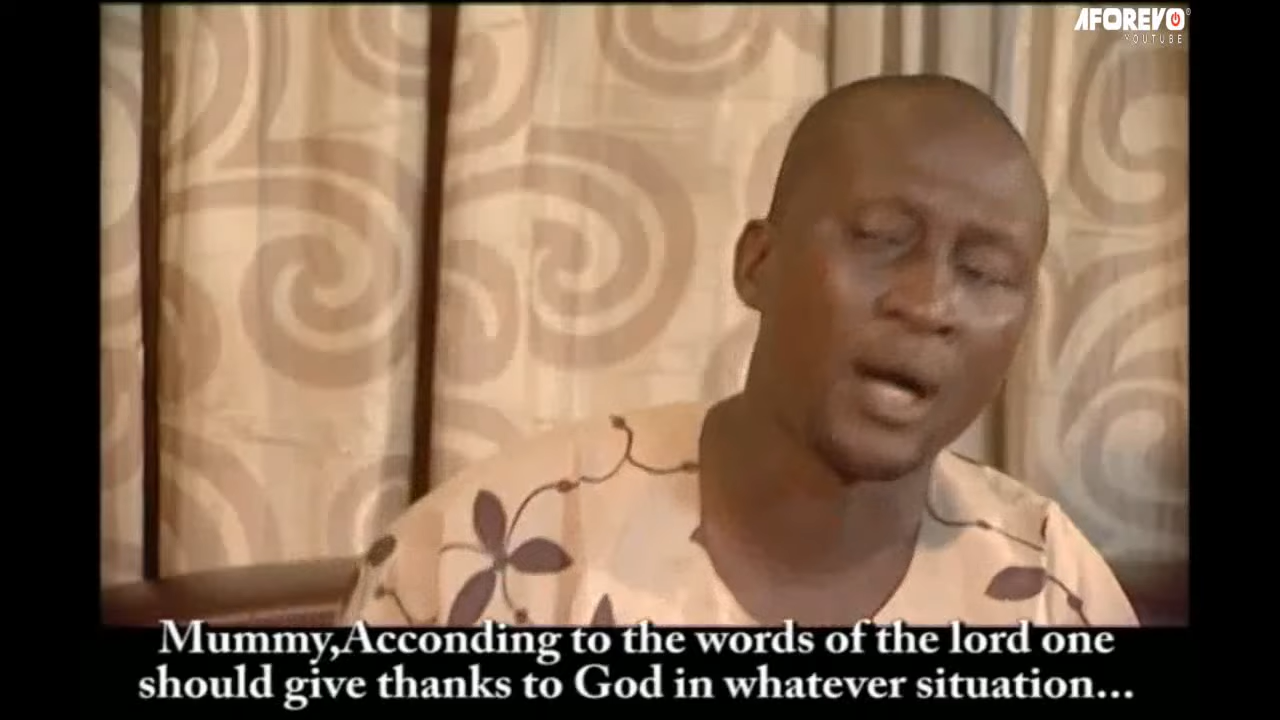 AFOREVO
YOUTUBE
Mummy,Acconding to the words of the lord one
should give thanks to God in whatever situation...